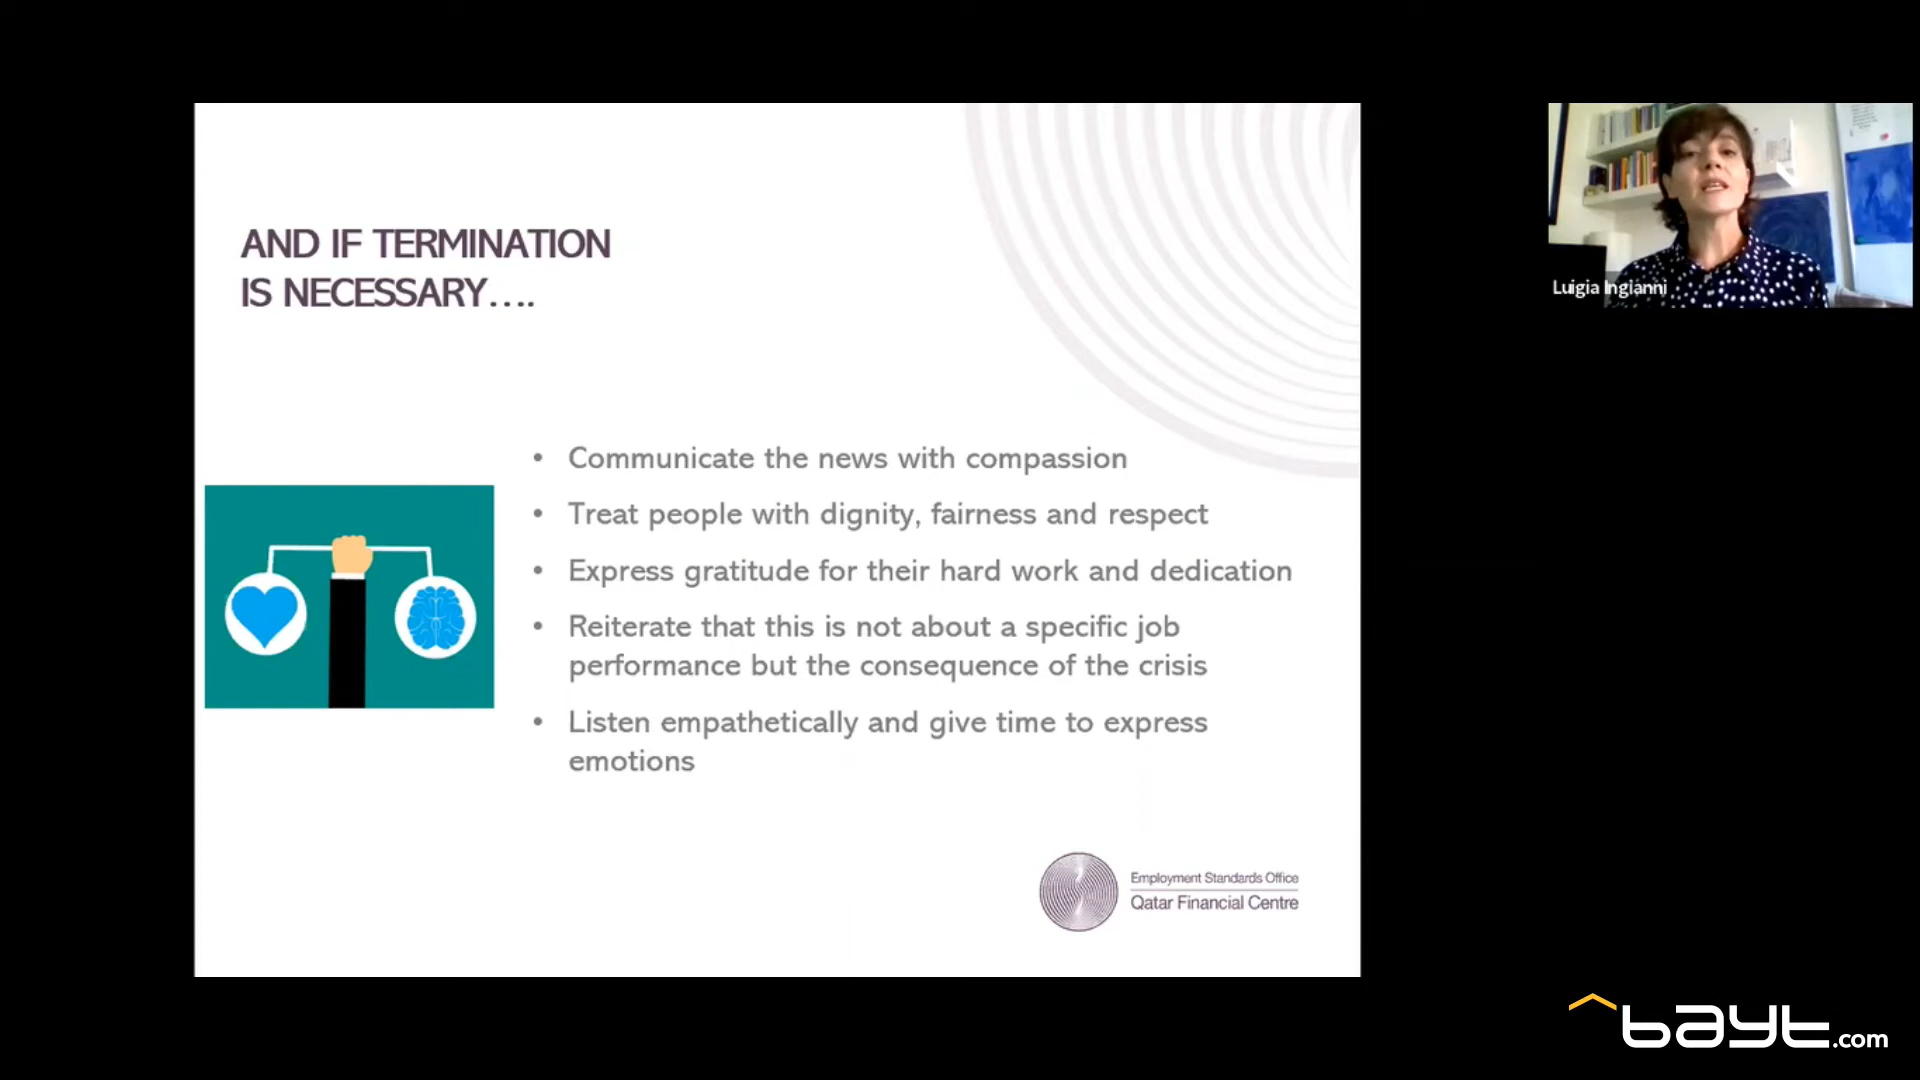 AND IF TERMINATION
IS NECESSARY....
• Communicate the news with compassion
• Treat people with dignity, fairness and respect
• Express gratitude for their hard work and dedication
• Reiterate that this is not about a specific job
performance but the consequence of the crisis
• Listen empathetically and give time to express
emotions
Employment Standards Office
Qatar Financial Centre
Luigia Ingianni
bayt.com